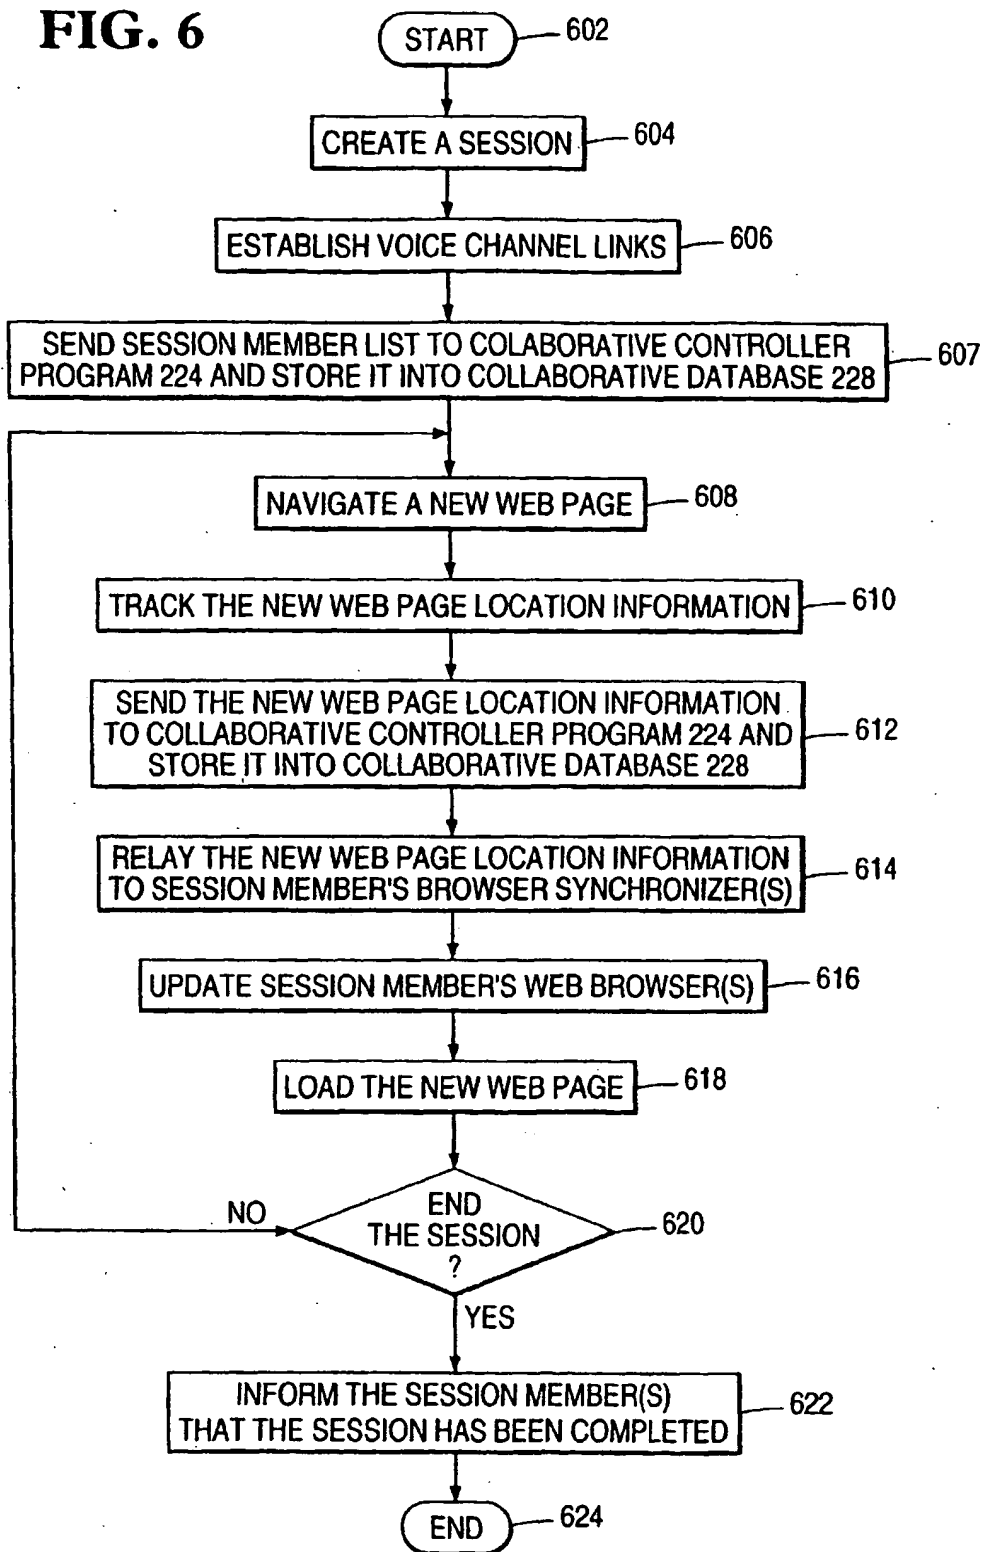 FIG. 6
START
602
CREATE A SESSION
604
ESTABLISH VOICE CHANNEL LINKS
606
SEND SESSION MEMBER LIST TO COLABORATIVE CONTROLLER
PROGRAM 224 AND STORE IT INTO COLLABORATIVE DATABASE 228
607
NAVIGATE A NEW WEB PAGE
608
TRACK THE NEW WEB PAGE LOCATION INFORMATION
610
SEND THE NEW WEB PAGE LOCATION INFORMATION
TO COLLABORATIVE CONTROLLER PROGRAM 224 AND
STORE IT INTO COLLABORATIVE DATABASE 228
612
RELAY THE NEW WEB PAGE LOCATION INFORMATION
TO SESSION MEMBER'S BROWSER SYNCHRONIZER(S)
614
UPDATE SESSION MEMBER'S WEB BROWSER(S)
616
LOAD THE NEW WEB PAGE
618
END
THE SESSION
?
620
NO
YES
INFORM THE SESSION MEMBER(S)
THAT THE SESSION HAS BEEN COMPLETED
622
END
624